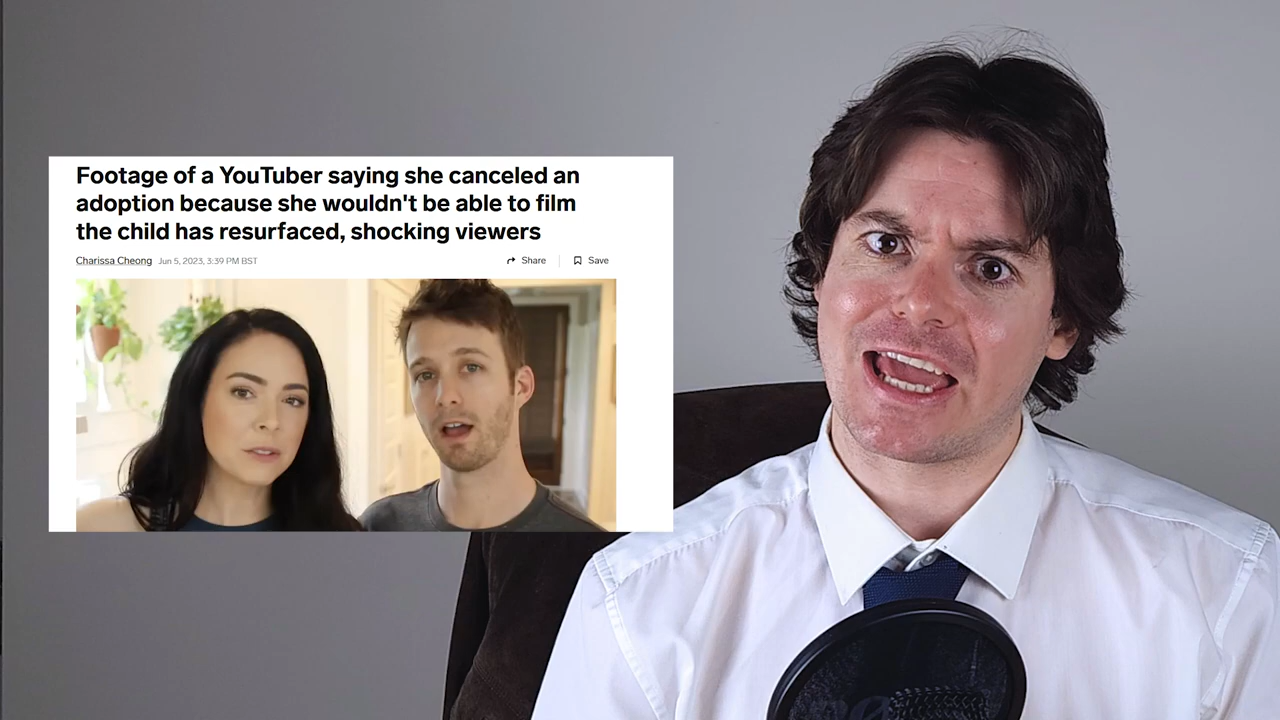 Footage of a YouTuber saying she canceled an
adoption because she wouldn't be able to film
the child has resurfaced, shocking viewers
Charissa Cheong Jun 5, 2023, 3:39 PM BST Share Save